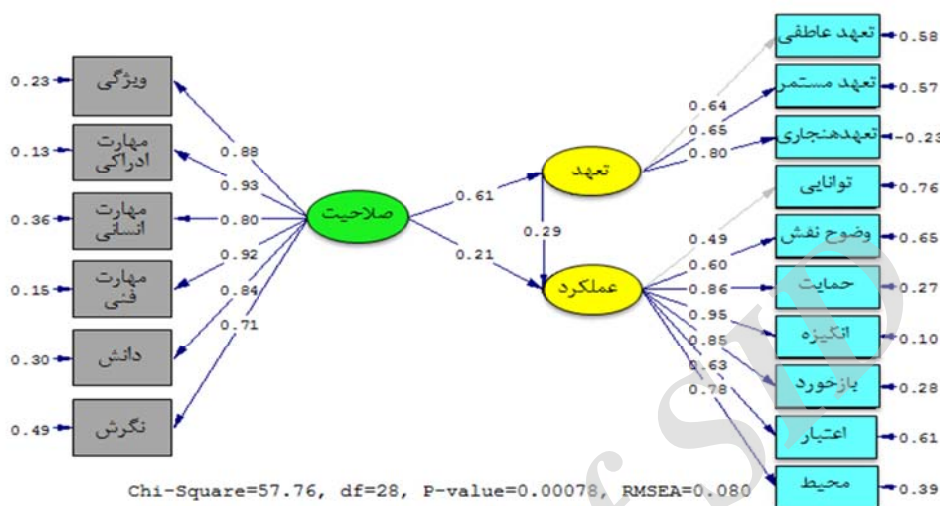 0.23
ویژگی
0.13
مهارت
ادراکی
0.36
مهارت
انسانی
0.15
مهارت
فنی
0.30
دانش
0.49
نگرش
0.88
0.93
0.80
0.92
0.84
0.71
صلاحیت
0.61
0.21
تعهد
0.29
عملکرد
0.64
0.65
0.80
0.49
0.60
0.86
0.95
0.85
0.63
0.78
تعهد عاطفی
0.58
تعهد مستمر
0.57
تعهدهنجاری
-0.23
توانایی
0.76
وضوح نقش
0.65
حمایت
0.27
انگیزه
0.10
بازخورد
0.28
اعتبار
0.61
محیط
0.39
Chi-Square=57.76, df=28, P-value=0.00078, RMSEA=0.080